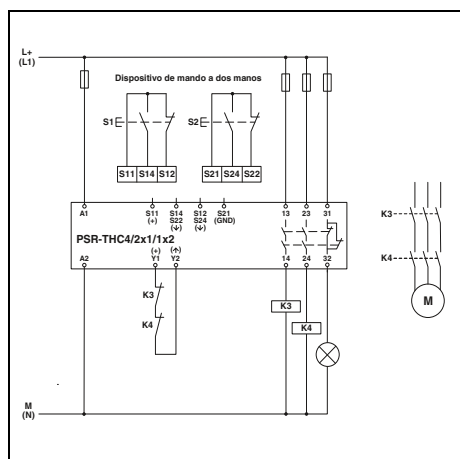 L+
(L1)
Dispositivo de mando a dos manos
S1
S2
S11 S14 S12
S21 S24 S22
A1
S11
(+)
S14
S22
(↓)
S12
S24
(↓)
S21
(GND)
13 23 31
PSR-THC4/2x1/1x2
A2
(+)
Y1
(↑)
Y2
14 24 32
K3
K4
K3
K4
K3
K4
M
M
(N)